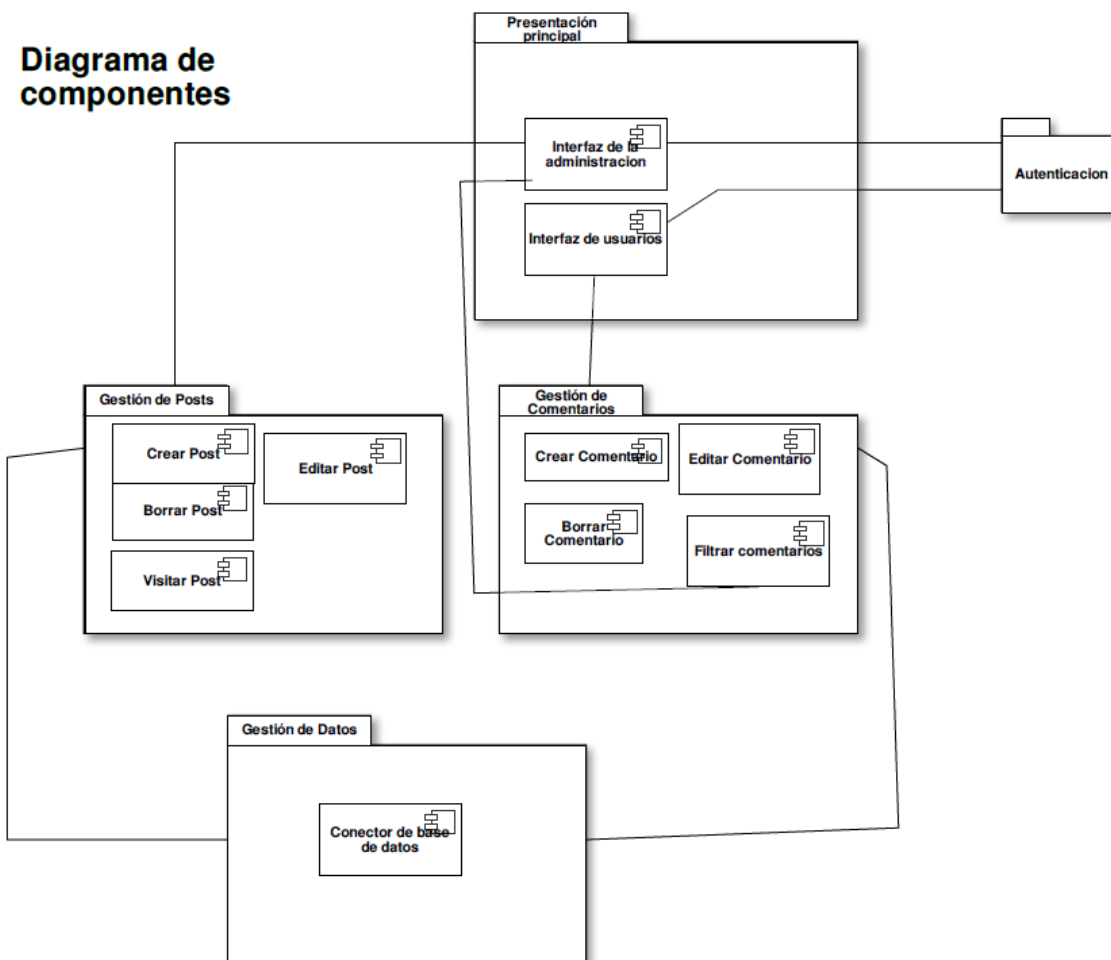 Diagrama de
componentes
Presentación
principal
Interfaz de la
administracion
Interfaz de usuarios
Autenticacion
Gestión de Posts
Crear Post
Editar Post
Borrar Post
Visitar Post
Gestión de
Comentarios
Crear Comentario
Editar Comentario
Borrar
Comentario
Filtrar comentarios
Gestión de Datos
Conector de base
de datos